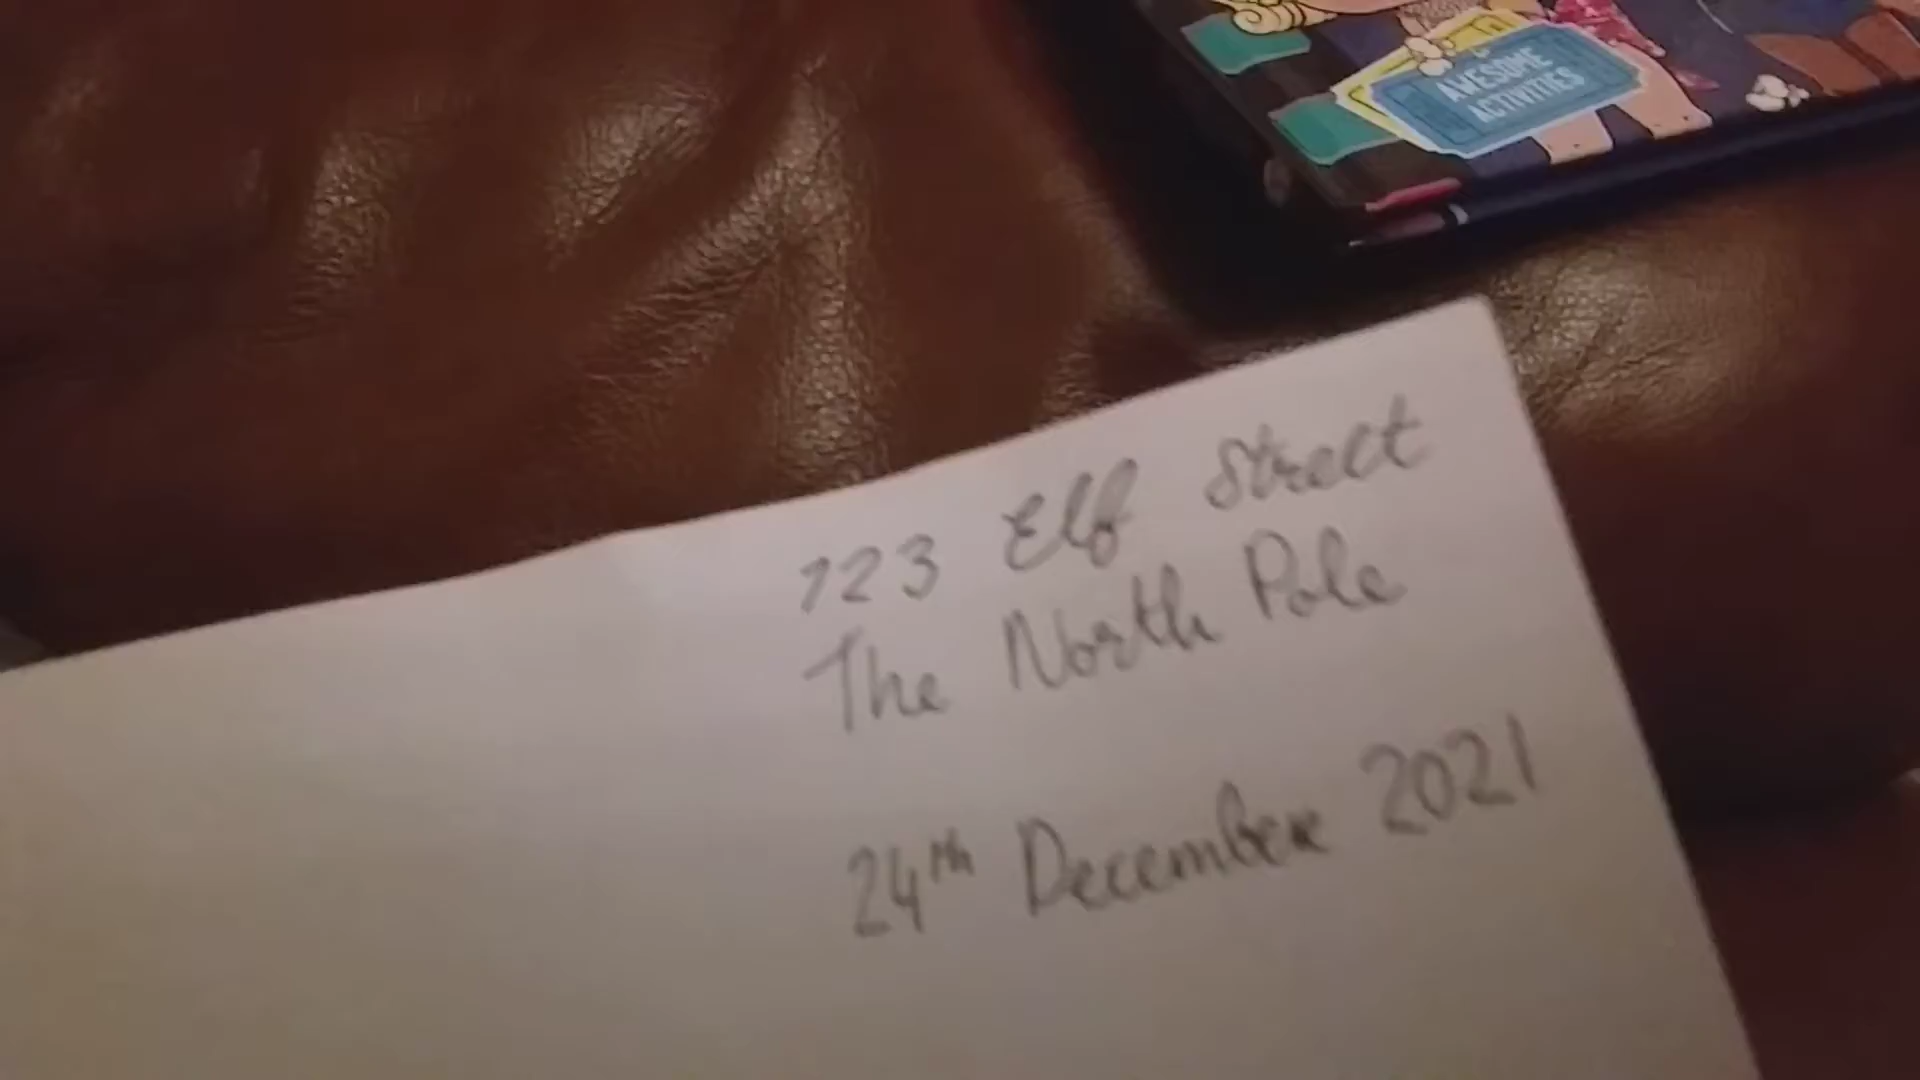 AWESOME
ACTIVITIES
123 Elf Street
The North Pole
24th December 2021